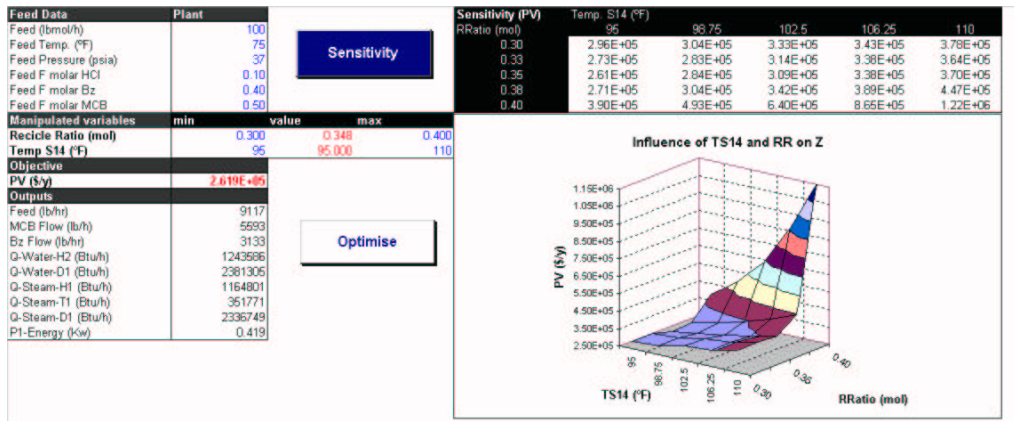 Feed Data Plant
Feed (lbmol/h) 100
Feed Temp. (ºF) 75
Feed Pressure (psia) 37
Feed F molar HCl 0.10
Feed F molar Bz 0.40
Feed F molar MCB 0.50
Manipulated variables min value max
Recicle Ratio (mol) 0.300 0.348 0.400
Temp S14 (ºF) 95 95.000 110
Objective
PV ($/y) 2.619E+05
Outputs
Feed (lb/hr) 9117
MCB Flow (lb/h) 5593
Bz Flow (lb/hr) 3133
Q-Water-H2 (Btu/h) 1243586
Q-Water-D1 (Btu/h) 2381305
Q-Steam-H1 (Btu/h) 1164801
Q-Steam-T1 (Btu/h) 351771
Q-Steam-D1 (Btu/h) 2336749
P1-Energy (Kw) 0.419
Sensitivity
Optimise
Sensitivity (PV) Temp. S14 (ºF)
RRatio (mol) 95 98.75 102.5 106.25 110
0.30 2.96E+05 3.04E+05 3.33E+05 3.43E+05 3.78E+05
0.33 2.73E+05 2.83E+05 3.14E+05 3.38E+05 3.64E+05
0.35 2.61E+05 2.84E+05 3.09E+05 3.38E+05 3.70E+05
0.38 2.71E+05 3.04E+05 3.42E+05 3.89E+05 4.47E+05
0.40 3.90E+05 4.93E+05 6.40E+05 8.65E+05 1.22E+06
Influence of TS14 and RR on Z
PV ($/y)
1.15E+06
1.05E+06
9.50E+05
8.50E+05
7.50E+05
6.50E+05
5.50E+05
4.50E+05
3.50E+05
2.50E+05
95
98.75
102.5
106.25
110
TS14 (ºF)
0.30
0.35
0.40
RRatio (mol)